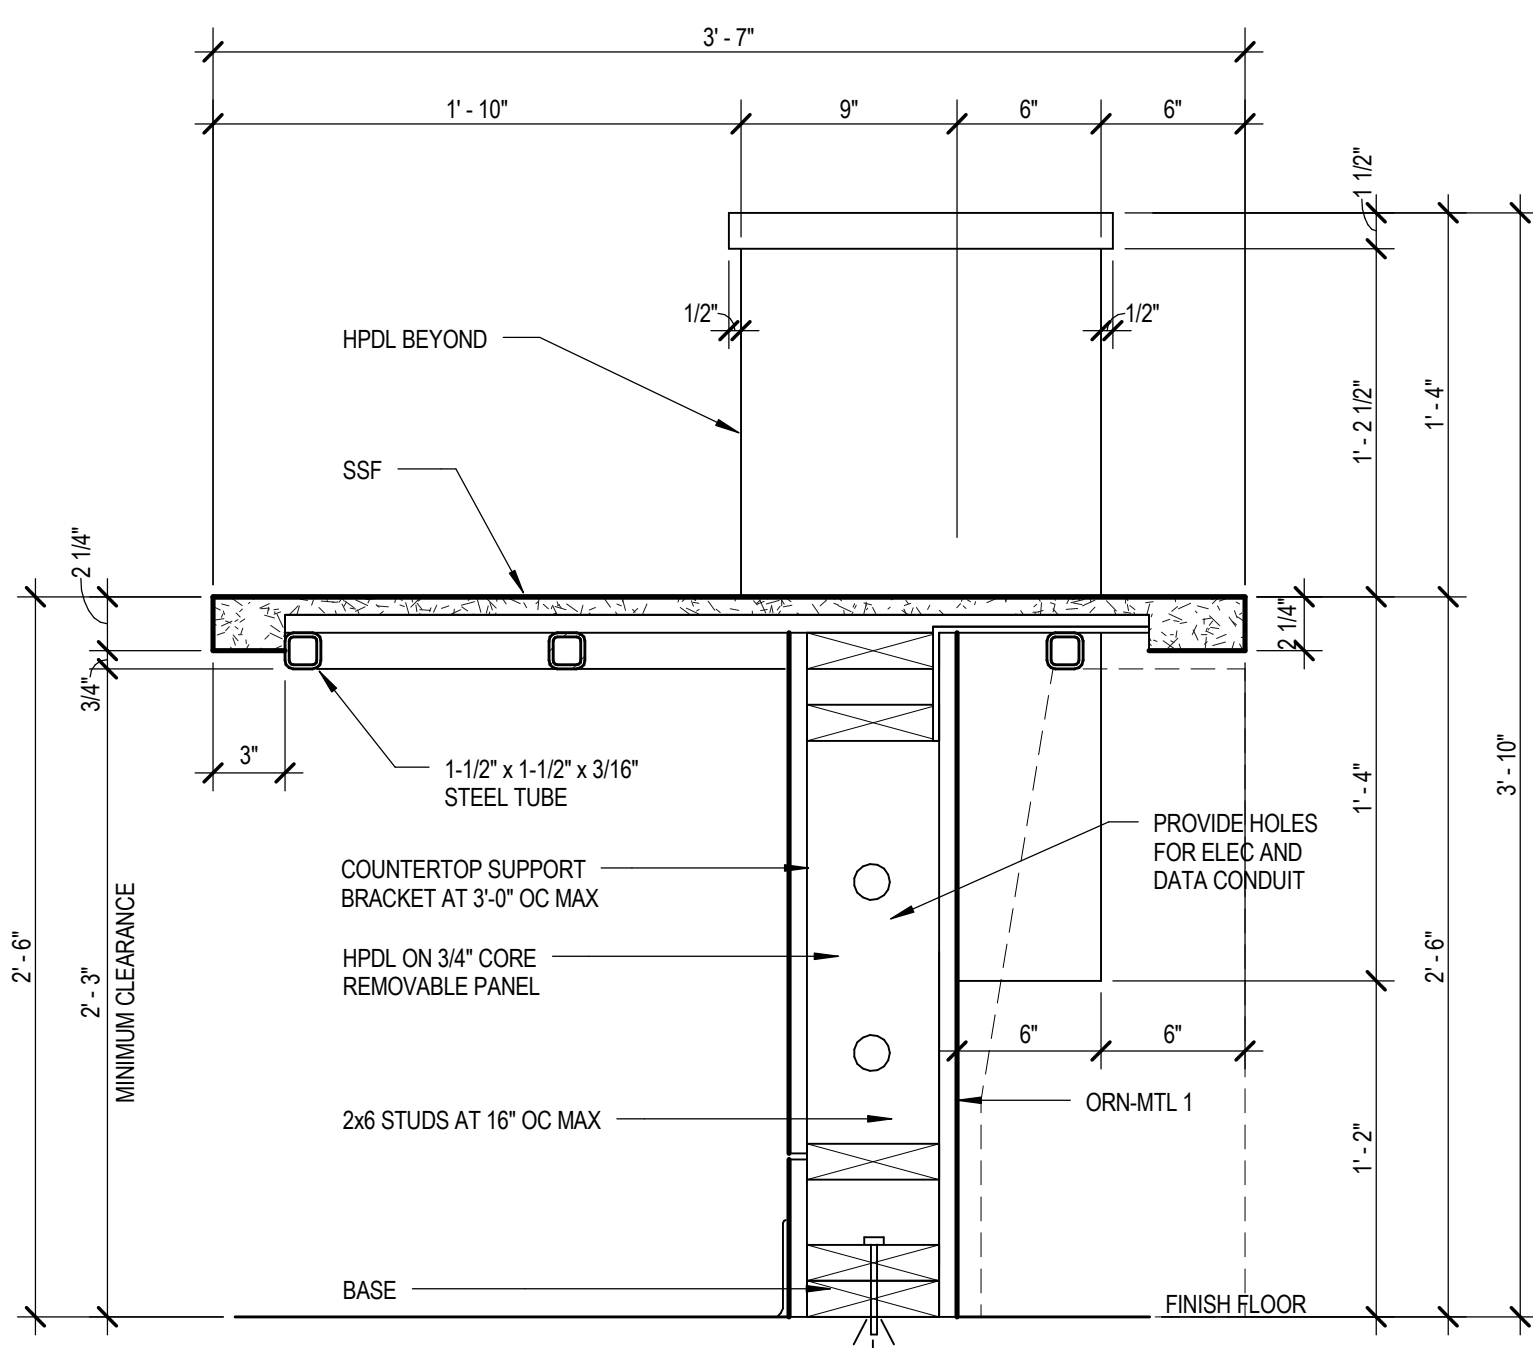 3' - 7"
1' - 10"
9"
6"
6"
1 1/2"
1/2"
1/2"
HPDL BEYOND
1' - 2 1/2"
1' - 4"
SSF
2 1/4"
2 1/4"
3/4"
3"
1-1/2" x 1-1/2" x 3/16"
STEEL TUBE
1' - 4"
3' - 10"
PROVIDE HOLES
FOR ELEC AND
DATA CONDUIT
COUNTERTOP SUPPORT
BRACKET AT 3'-0" OC MAX
HPDL ON 3/4" CORE
REMOVABLE PANEL
2' - 6"
2' - 3"
MINIMUM CLEARANCE
2' - 6"
6"
6"
ORN-MTL 1
2x6 STUDS AT 16" OC MAX
1' - 2"
BASE
FINISH FLOOR